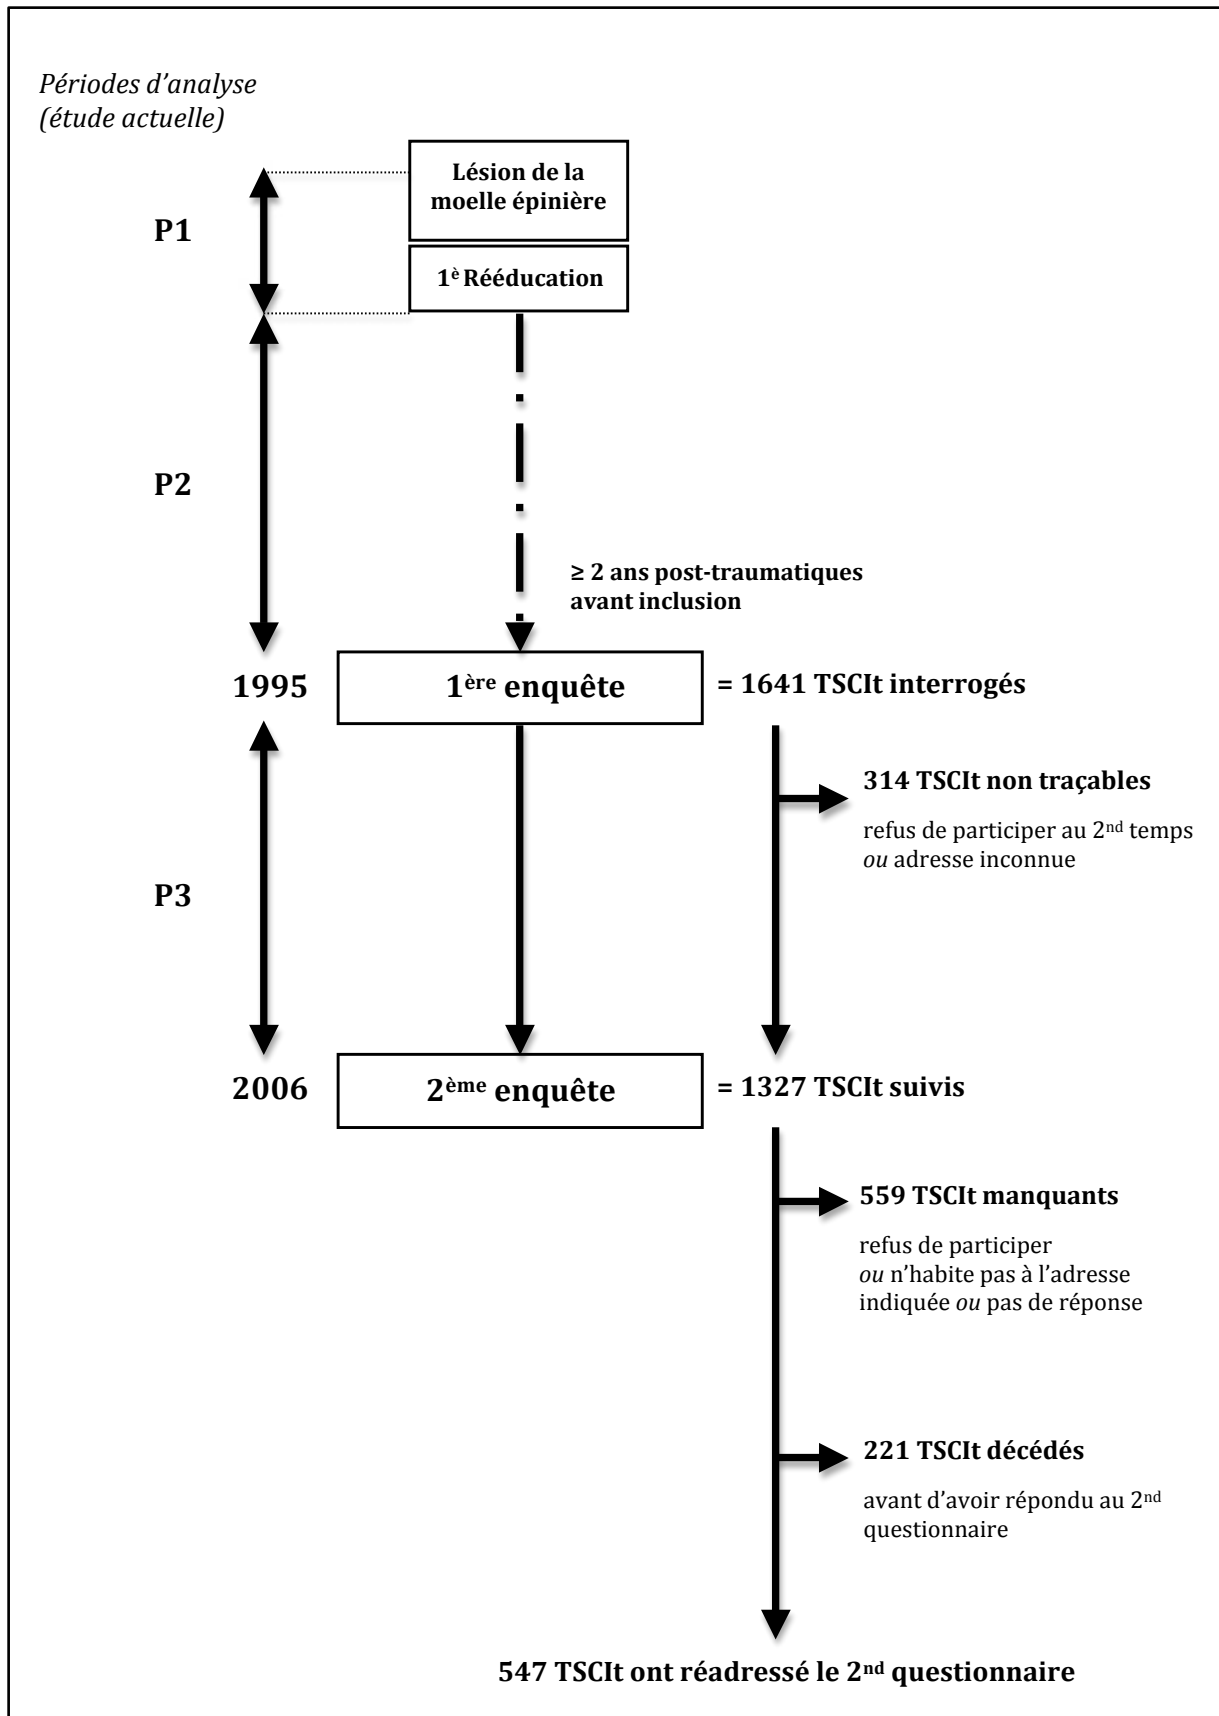 Périodes d’analyse
(étude actuelle)
Lésion de la
moelle épinière
P1
1è Rééducation
P2
≥ 2 ans post-traumatiques
avant inclusion
1995
1ère enquête
= 1641 TSCIt interrogés
314 TSCIt non traçables
refus de participer au 2nd temps
ou adresse inconnue
P3
2006
2ème enquête
= 1327 TSCIt suivis
559 TSCIt manquants
refus de participer
ou n’habite pas à l’adresse
indiquée ou pas de réponse
221 TSCIt décédés
avant d’avoir répondu au 2nd
questionnaire
547 TSCIt ont réadressé le 2nd questionnaire